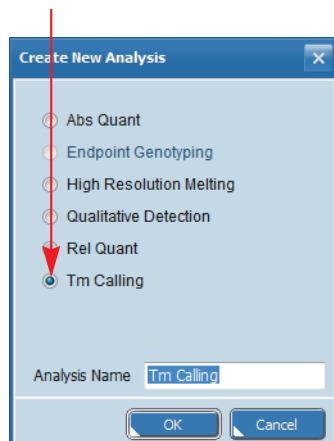 Create New Analysis
Abs Quant
Endpoint Genotyping
High Resolution Melting
Qualitative Detection
Rel Quant
Tm Calling
Analysis Name Tm Calling
OK Cancel